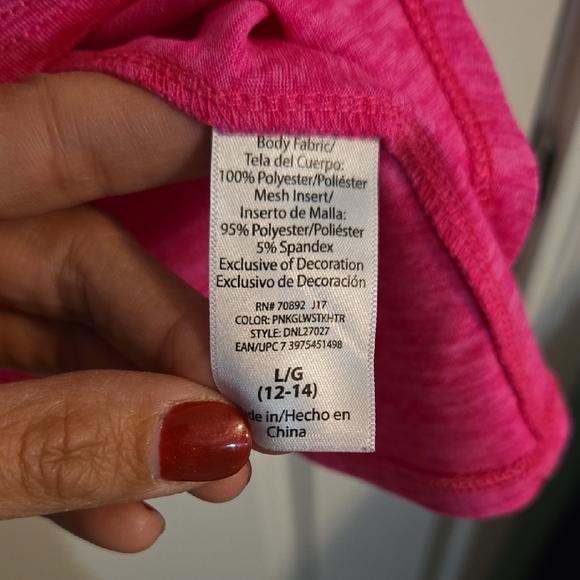 Body Fabric/
Tela del Cuerpo:
100% Polyester/Poliéster
Mesh Insert/
Inserto de Malla:
95% Polyester/Poliéster
5% Spandex
Exclusive of Decoration
Exclusivo de Decoración
RN# 70892 J17
COLOR: PNKGLWSTKHTR
STYLE: DNL27027
EAN/UPC 7 3975451498
L/G
(12-14)
de in/Hecho en
China